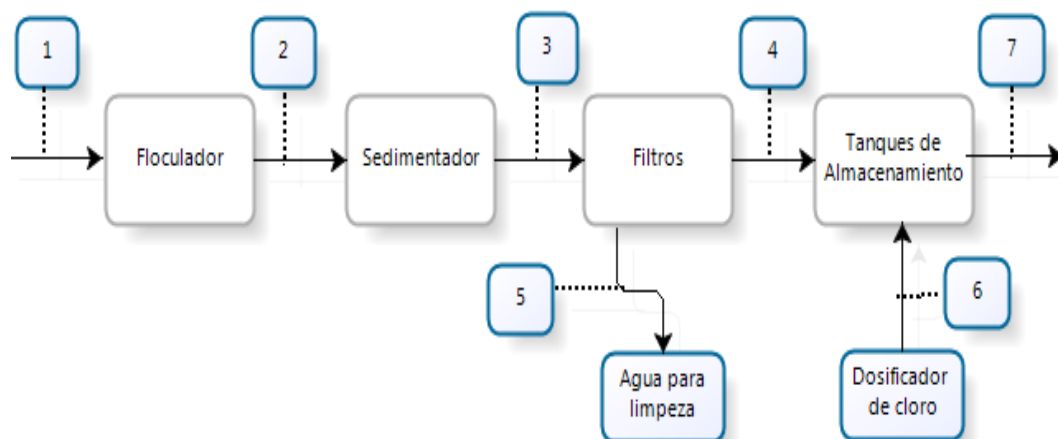 1
2
3
4
7
Floculador
Sedimentador
Filtros
Tanques de
Almacenamiento
5
6
Agua para
limpeza
Dosificador
de cloro